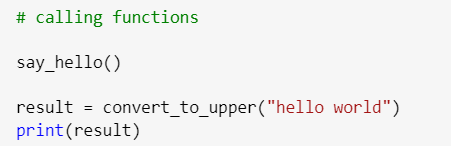 # calling functions
say_hello()
result = convert_to_upper("hello world")
print(result)